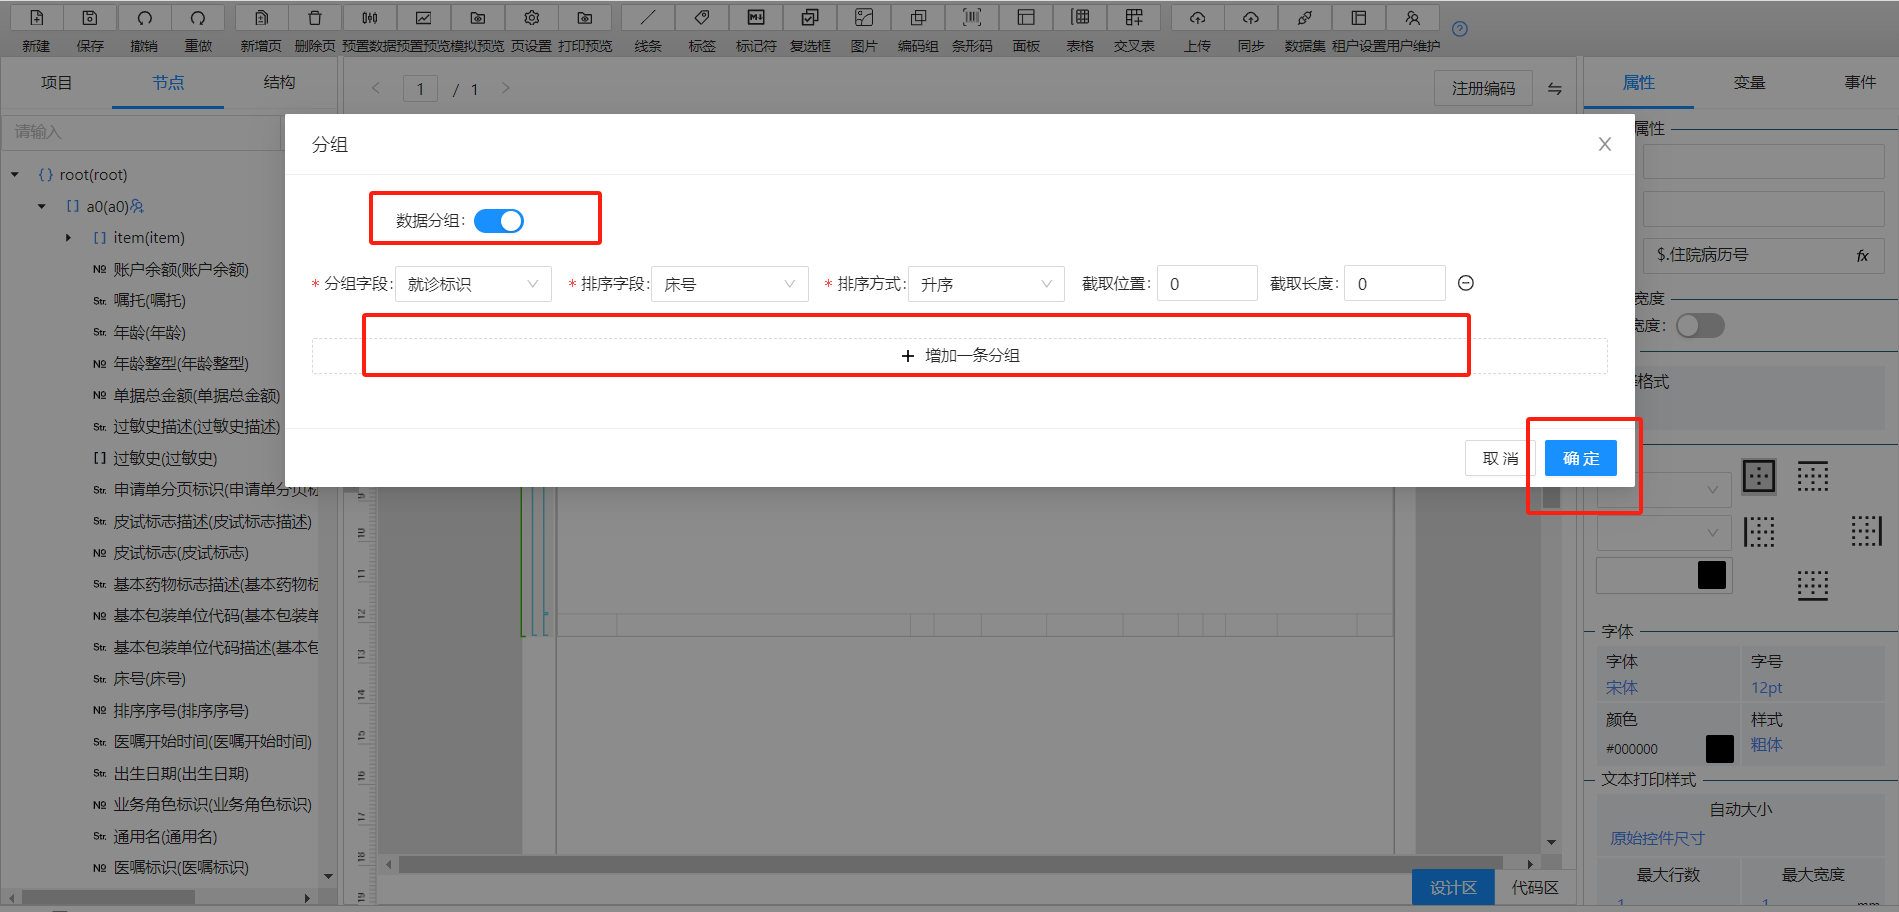 新建 保存 撤销 重做 新增页 删除页 预置数据 预置预览 模拟预览 页设置 打印预览 线条 标签 标记符 复选框 图片 编码组 条形码 面板 表格 交叉表 上传 同步 数据集 租户设置 用户维护
项目 节点 结构
1 / 1
注册编码
属性 变量 事件
请输入
属性
分组
{} root(root)
[] a0(a0)
数据分组:
[] item(item)
$.住院病历号 fx
№ 账户余额(账户余额)
* 分组字段: 就诊标识 * 排序字段: 床号 * 排序方式: 升序 截取位置: 0 截取长度: 0
Str. 嘱托(嘱托)
宽度
宽度:
Str. 年龄(年龄)
+ 增加一条分组
№ 年龄整型(年龄整型)
格式
№ 单据总金额(单据总金额)
Str. 过敏史描述(过敏史描述)
[] 过敏史(过敏史)
取 消 确 定
Str. 申请单分页标识(申请单分页标
Str. 皮试标志描述(皮试标志描述)
№ 皮试标志(皮试标志)
Str. 基本药物标志描述(基本药物标
№ 基本包装单位代码(基本包装单
Str. 基本包装单位代码描述(基本包
Str. 床号(床号)
№ 排序序号(排序序号)
Str. 医嘱开始时间(医嘱开始时间)
Str. 出生日期(出生日期)
№ 业务角色标识(业务角色标识)
Str. 通用名(通用名)
№ 医嘱标识(医嘱标识)
9
10
11
12
13
14
15
16
17
18
19
字体
字体 字号
宋体 12pt
颜色 样式
#000000 粗体
文本打印样式
自动大小
原始控件尺寸
最大行数 最大宽度
设计区 代码区
1 1 mm